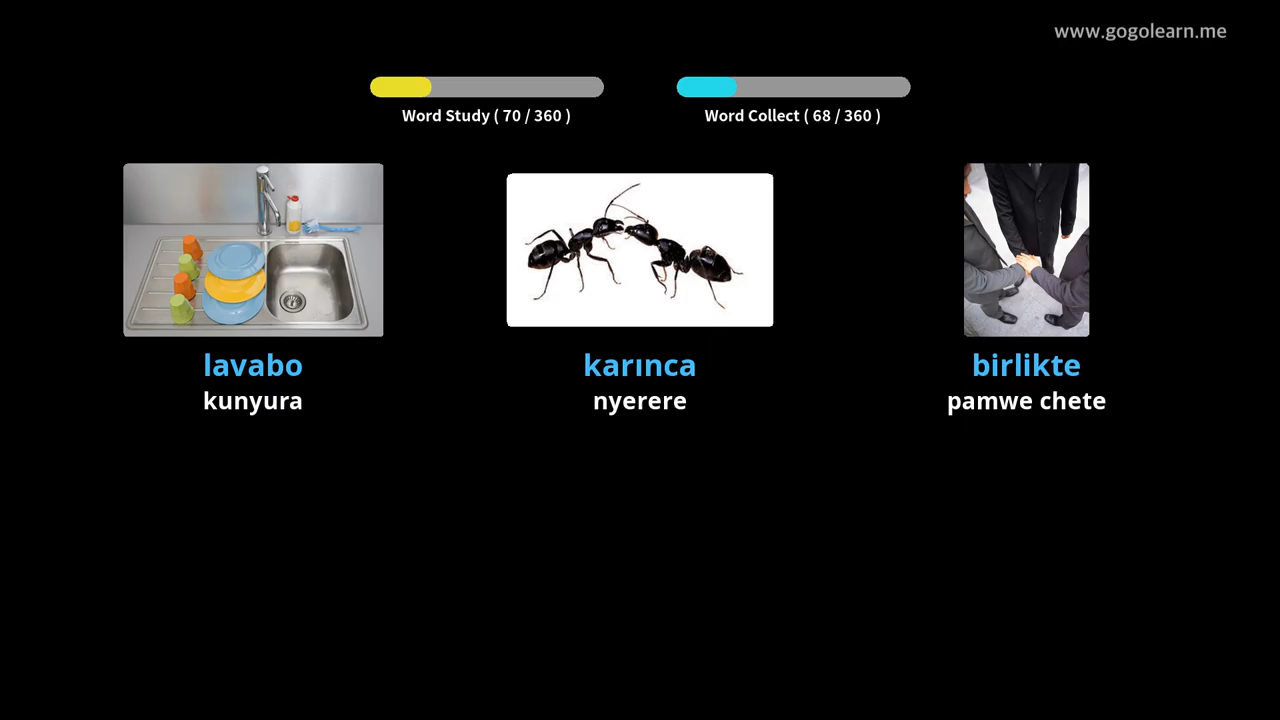 www.gogolearn.me
Word Study ( 70 / 360 )
Word Collect ( 68 / 360 )
lavabo
karınca
birlikte
kunyura
nyerere
pamwe chete